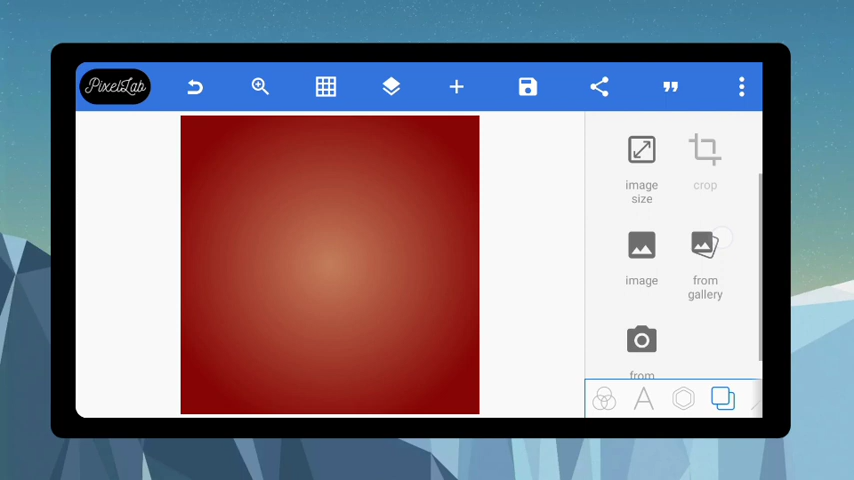 PixelLab
image
size
crop
image
from
gallery
from